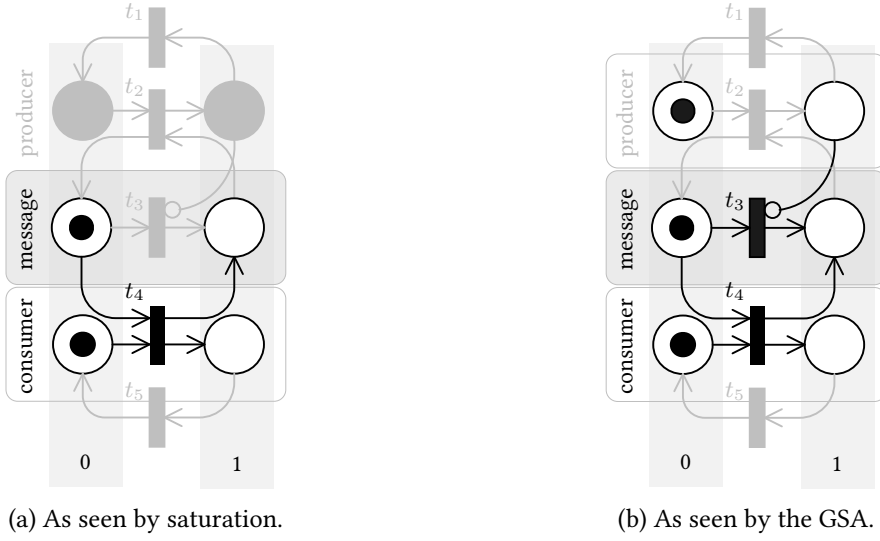 t1
t1
t2
t2
producer
producer
t3
t3
message
message
t4
t4
consumer
consumer
t5
t5
0 1
0 1
(a) As seen by saturation.
(b) As seen by the GSA.